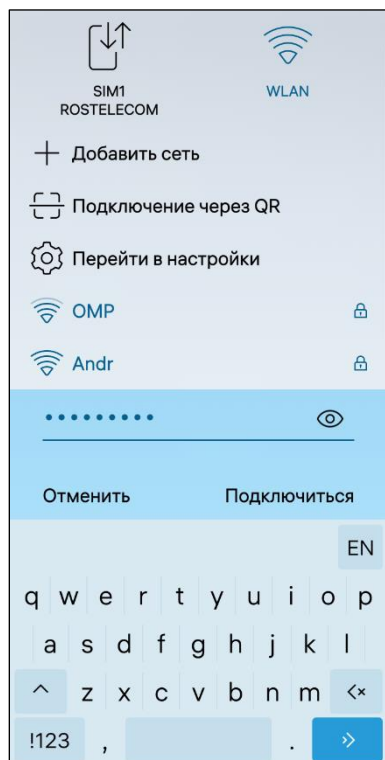 SIM1
ROSTELECOM
WLAN
Добавить сеть
Подключение через QR
Перейти в настройки
OMP
Andr
•••••••••
Отменить
Подключиться
EN
q w e r t y u i o p
a s d f g h j k l
z x c v b n m
!123 , .